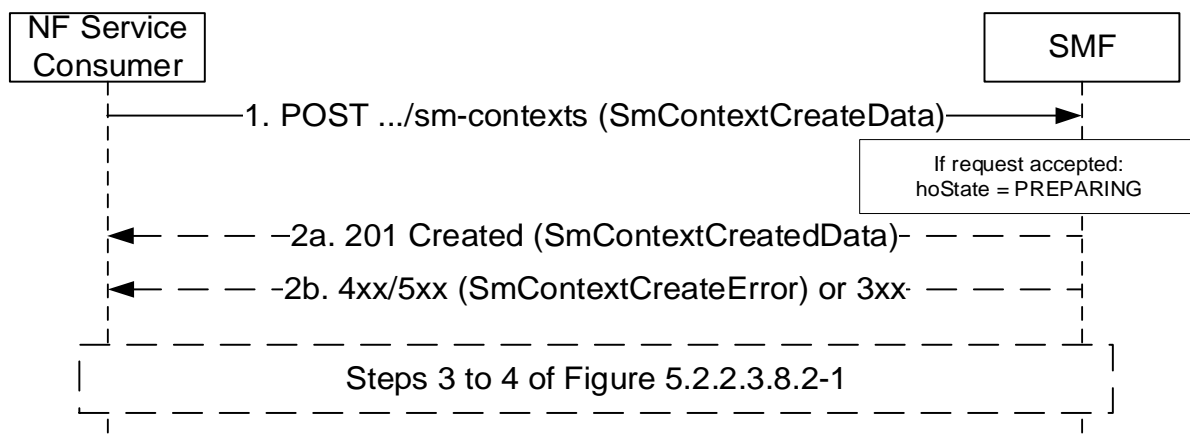 NF Service
Consumer
SMF
1. POST .../sm-contexts (SmContextCreateData)
If request accepted:
hoState = PREPARING
2a. 201 Created (SmContextCreatedData)
2b. 4xx/5xx (SmContextCreateError) or 3xx
Steps 3 to 4 of Figure 5.2.2.3.8.2-1